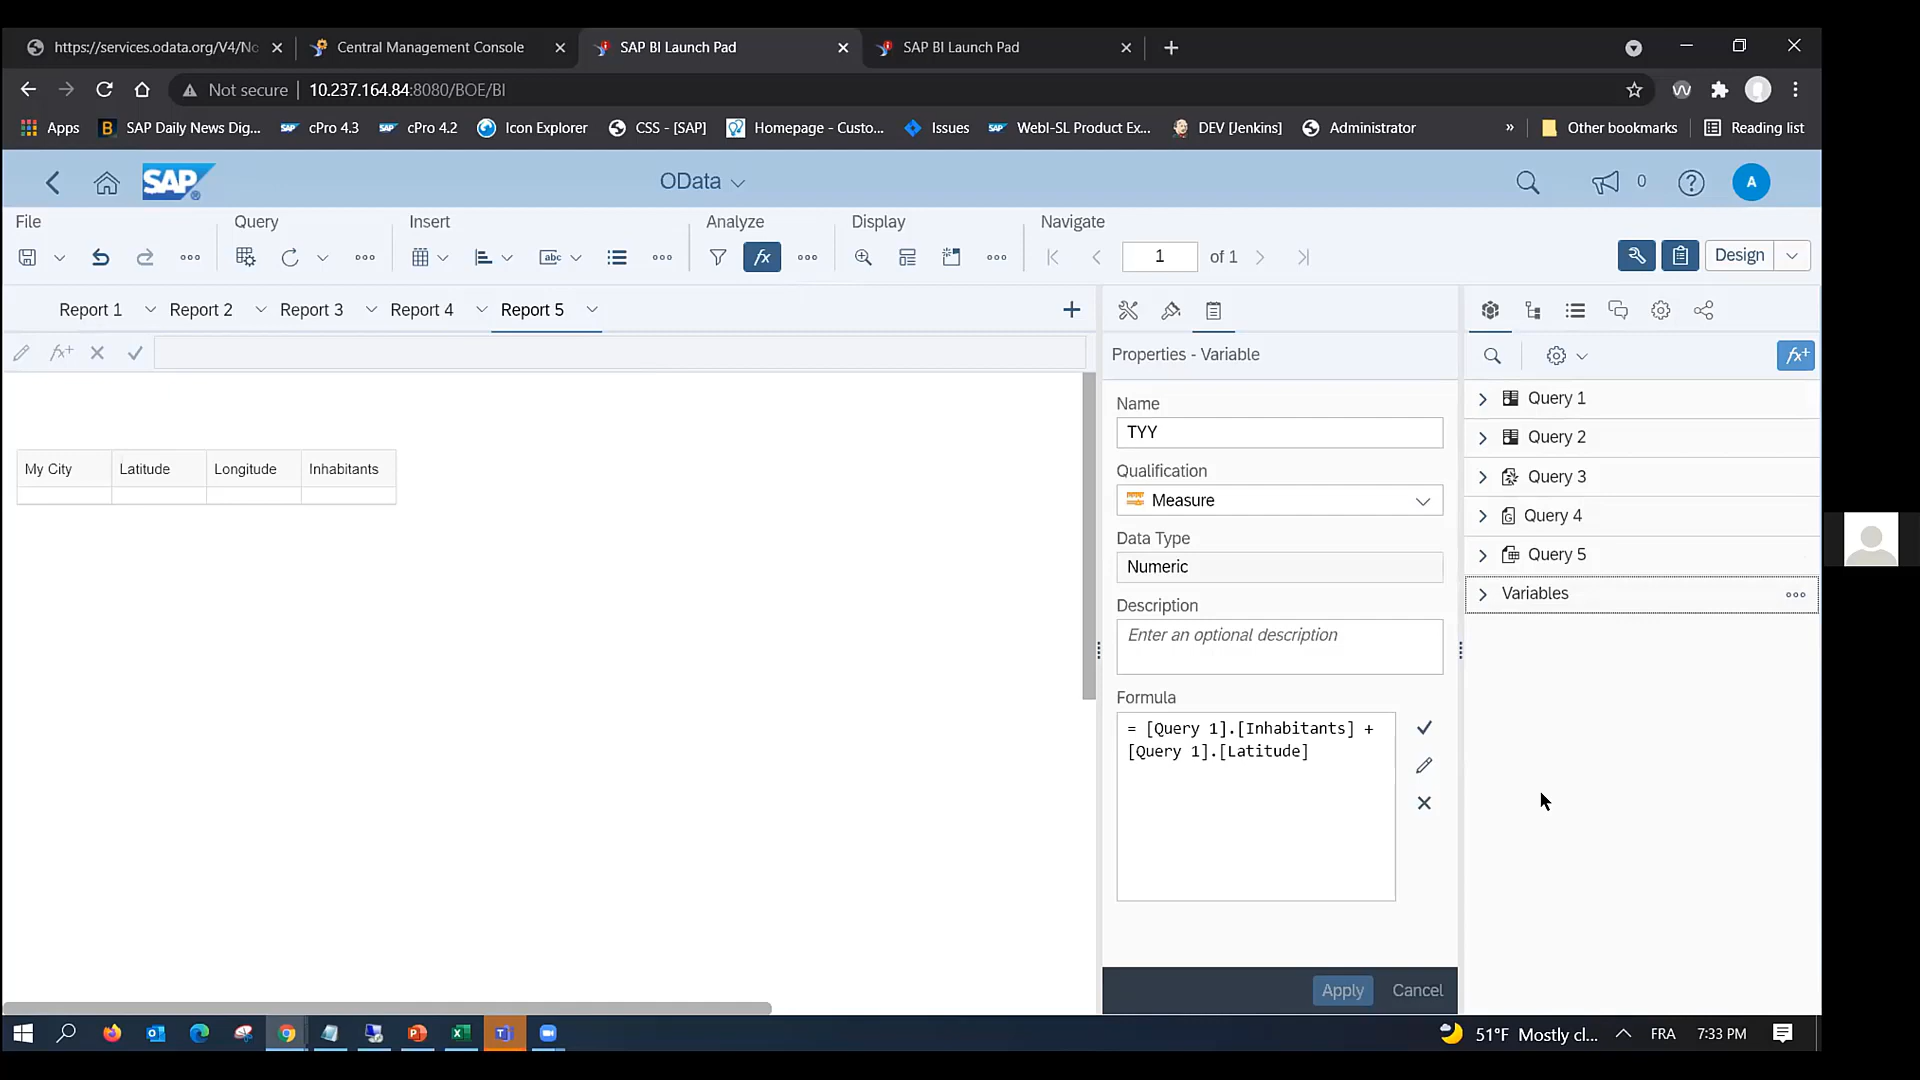 https://services.odata.org/V4/No
Central Management Console
SAP BI Launch Pad
SAP BI Launch Pad
Not secure
10.237.164.84:8080/BOE/BI
Apps
SAP Daily News Dig...
cPro 4.3
cPro 4.2
Icon Explorer
CSS - [SAP]
Homepage - Custo...
Issues
WebI-SL Product Ex...
DEV [Jenkins]
Administrator
»
Other bookmarks
Reading list
SAP
OData
0
A
File
Query
Insert
Analyze
Display
Navigate
abc
fx
1
of 1
Design
Report 1
Report 2
Report 3
Report 4
Report 5
fx+
Properties - Variable
fx+
My City
Latitude
Longitude
Inhabitants
Name
TYY
Qualification
Measure
Data Type
Numeric
Description
Enter an optional description
Formula
= [Query 1].[Inhabitants] +
[Query 1].[Latitude]
Apply
Cancel
Query 1
Query 2
Query 3
Query 4
Query 5
Variables
51°F Mostly cl...
FRA
7:33 PM